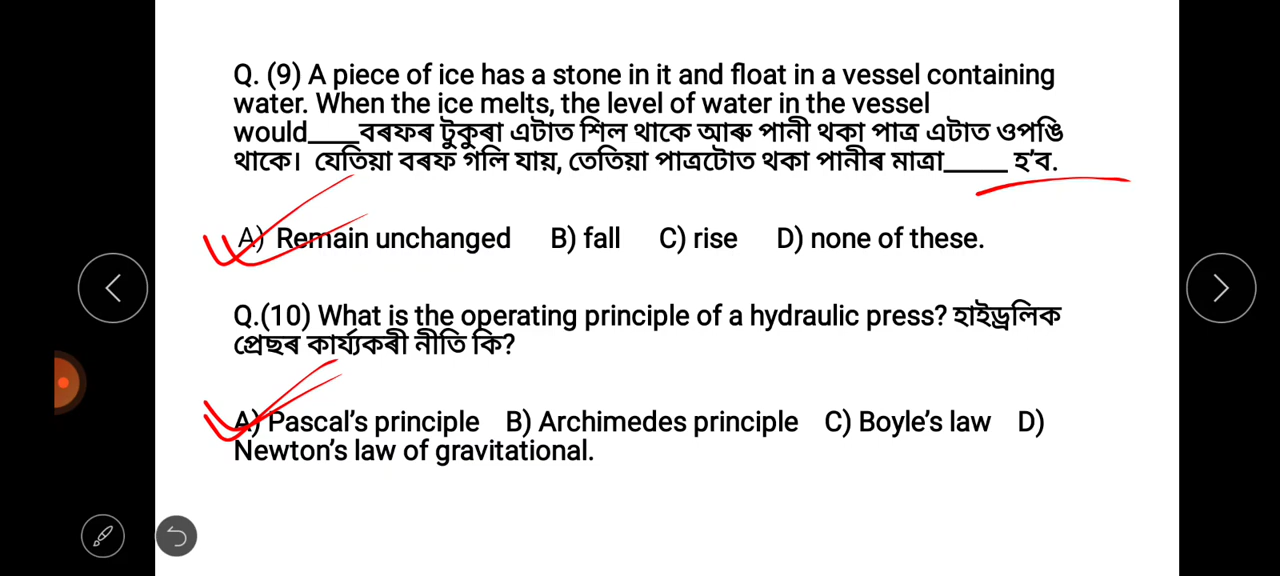 Q. (9) A piece of ice has a stone in it and float in a vessel containing
water. When the ice melts, the level of water in the vessel
would____বৰফৰ টুকুৰা এটাত শিল থাকে আৰু পানী থকা পাত্ৰ এটাত ওপঙি
থাকে। যেতিয়া বৰফ গলি যায়, তেতিয়া পাত্ৰটোত থকা পানীৰ মাত্ৰা______ হ'ব.
A) Remain unchanged B) fall C) rise D) none of these.
Q.(10) What is the operating principle of a hydraulic press? হাইড্ৰলিক
প্ৰেছৰ কাৰ্য্যকৰী নীতি কি?
A) Pascal's principle B) Archimedes principle C) Boyle's law D)
Newton's law of gravitational.